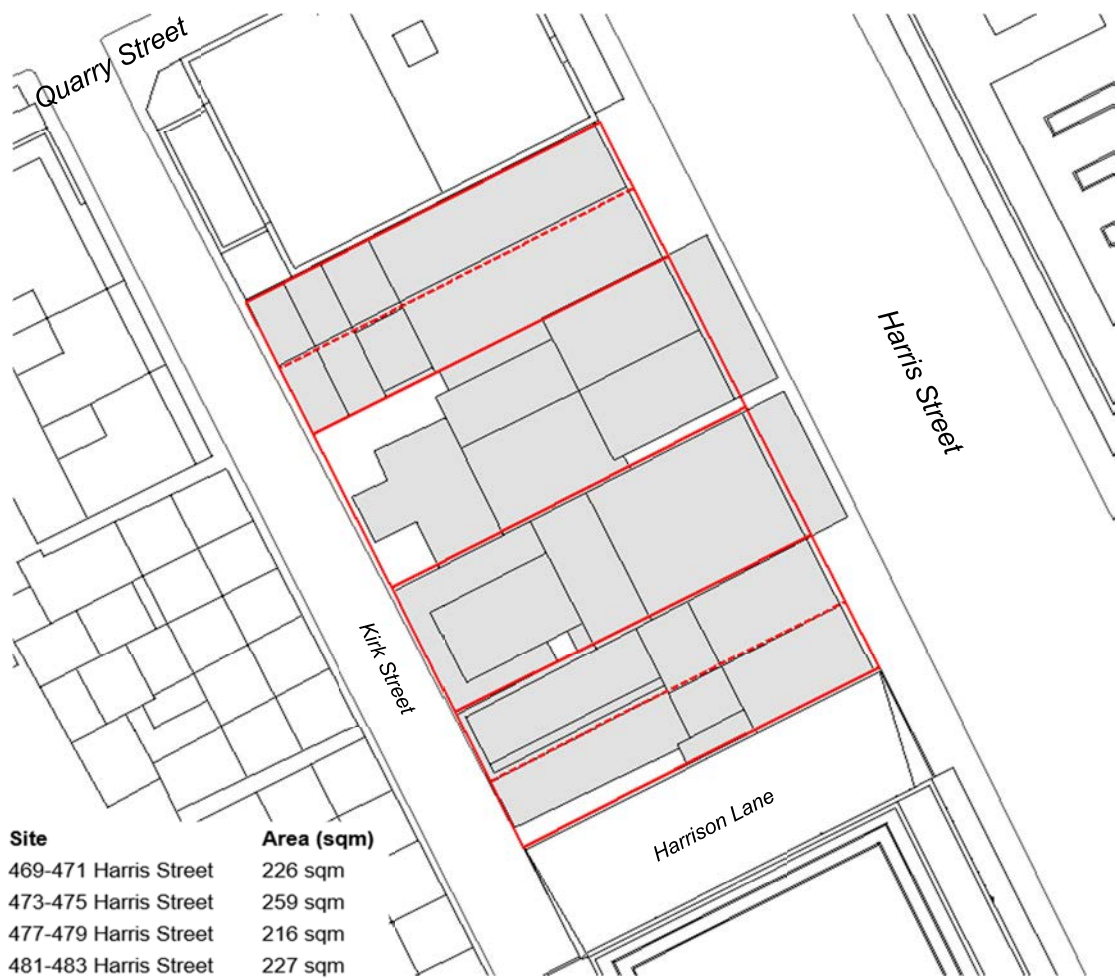 Quarry Street
Harris Street
Kirk Street
Harrison Lane
Site Area (sqm)
469-471 Harris Street 226 sqm
473-475 Harris Street 259 sqm
477-479 Harris Street 216 sqm
481-483 Harris Street 227 sqm